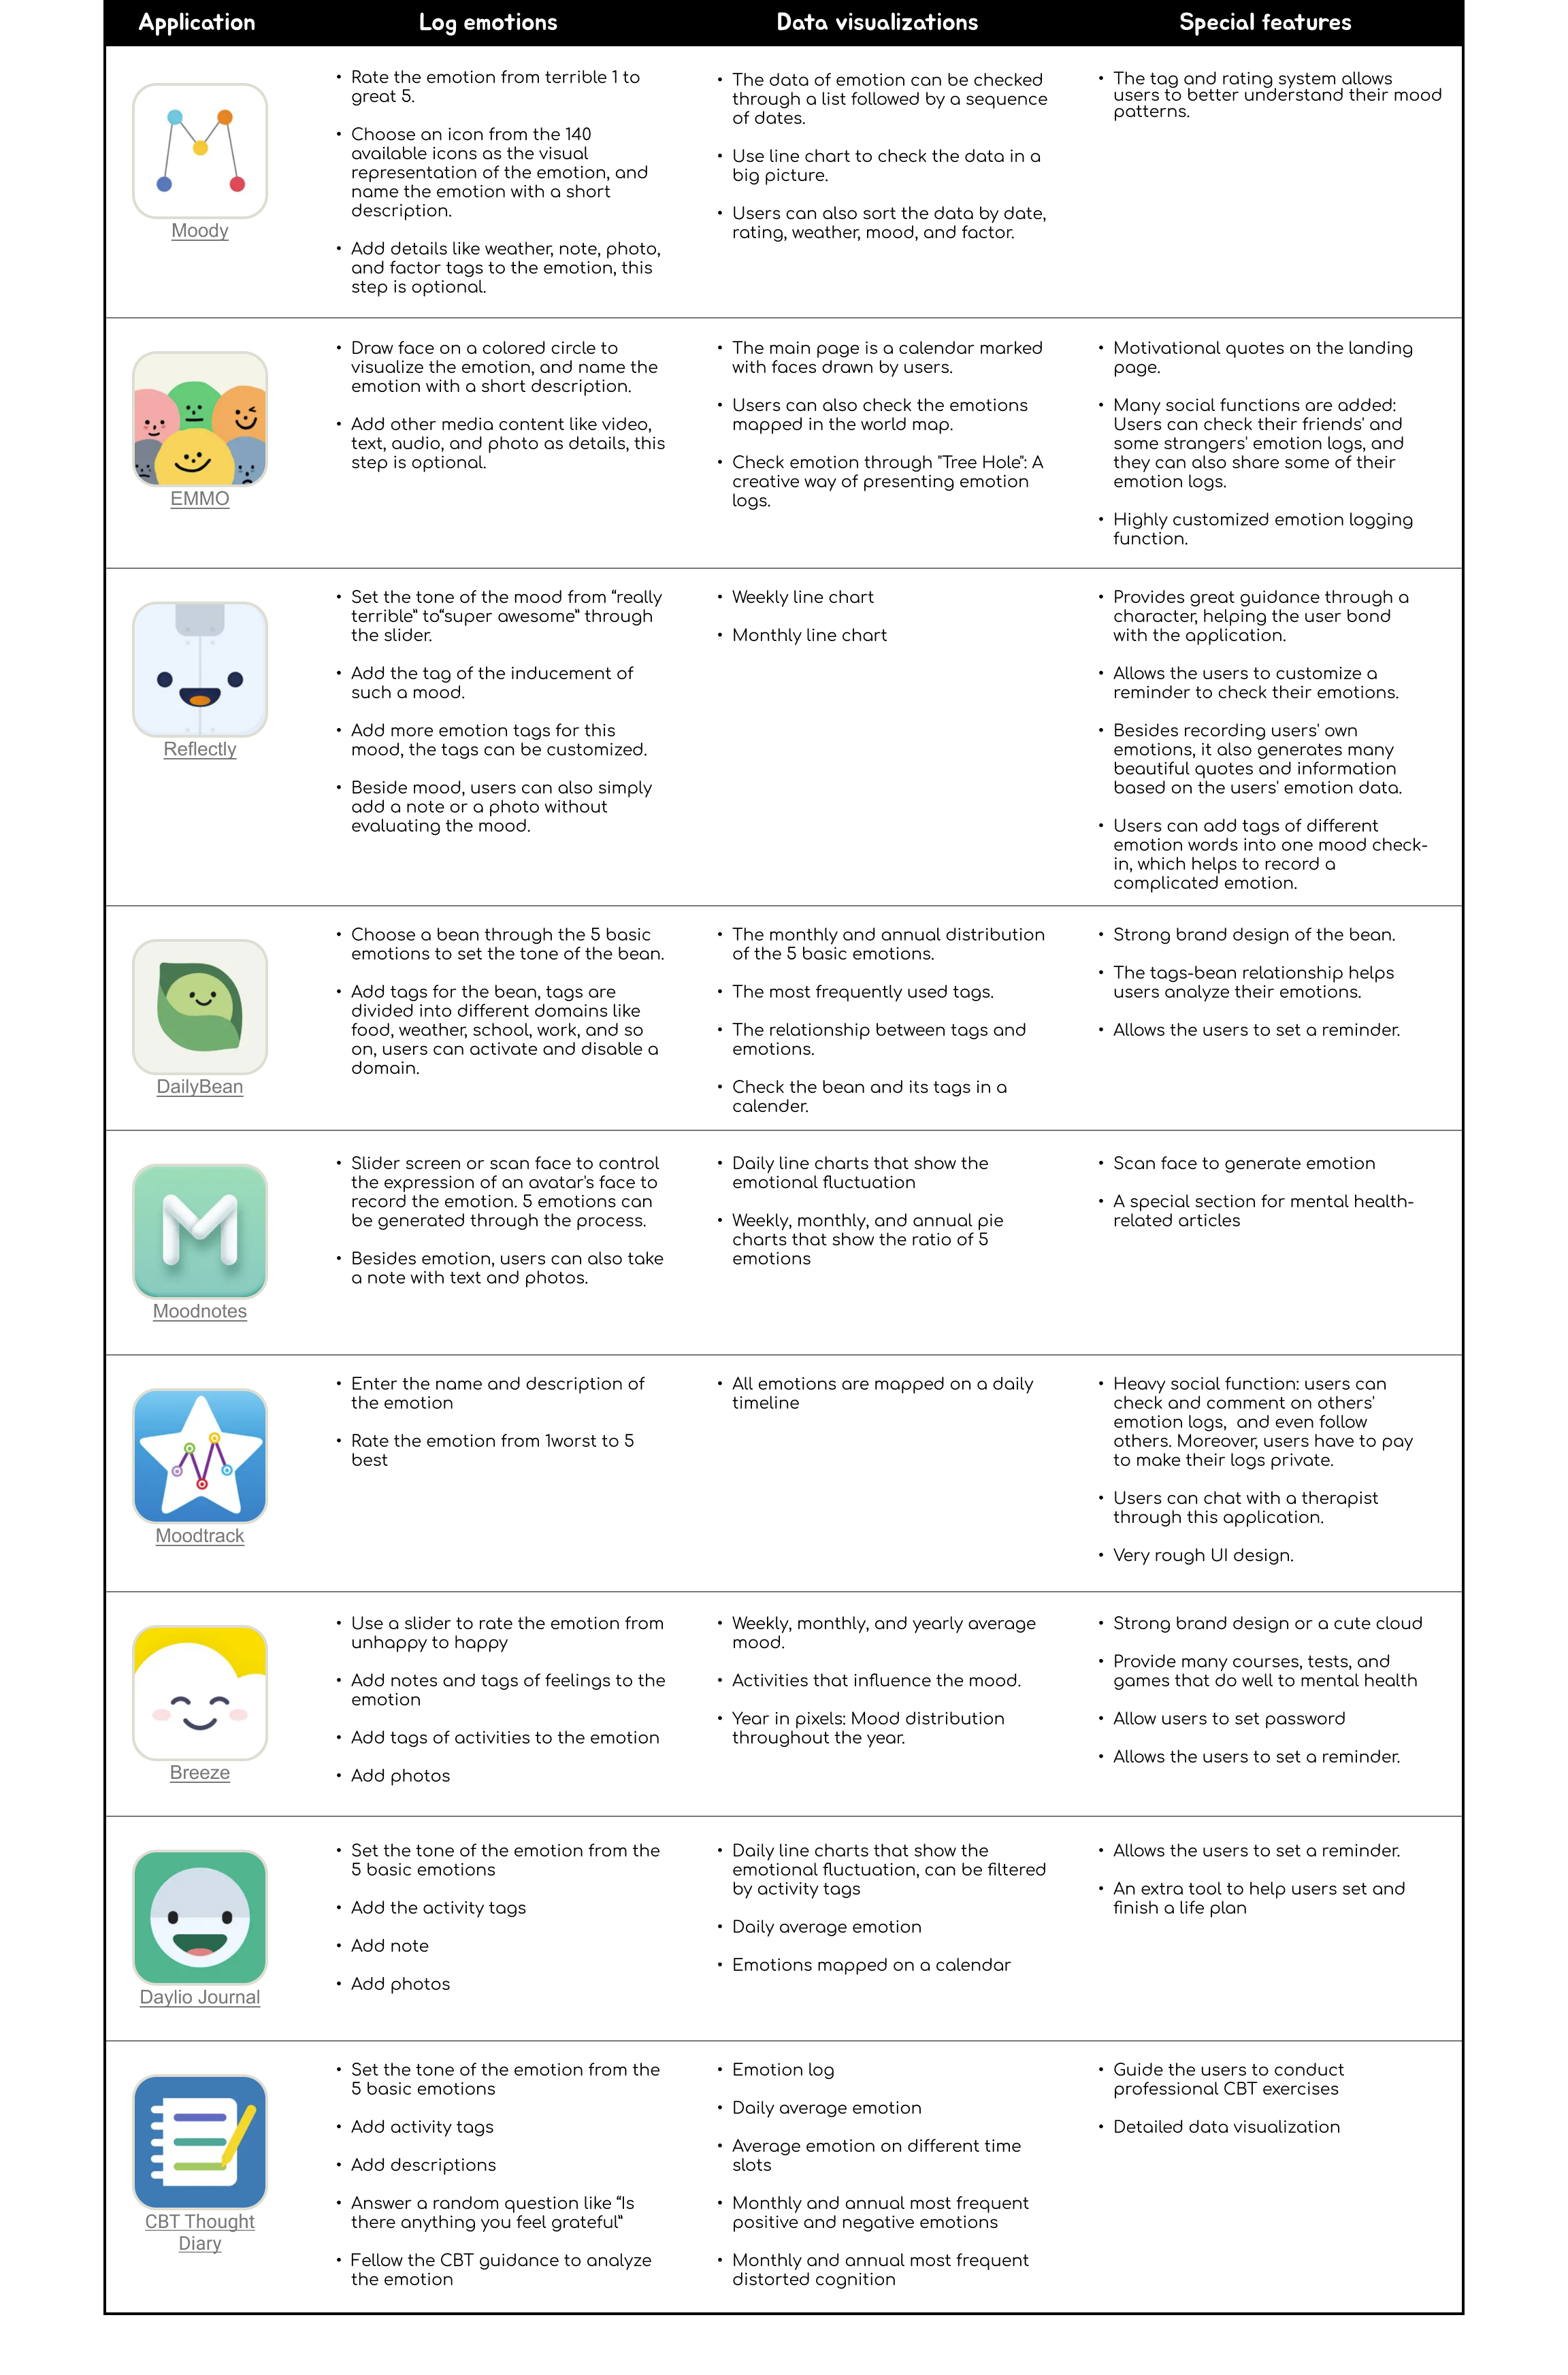 Application
Log emotions
Data visualizations
Special features
Moody
• Rate the emotion from terrible 1 to
great 5.
• Choose an icon from the 140
available icons as the visual
representation of the emotion, and
name the emotion with a short
description.
• Add details like weather, note, photo,
and factor tags to the emotion, this
step is optional.
• The data of emotion can be checked
through a list followed by a sequence
of dates.
• Use line chart to check the data in a
big picture.
• Users can also sort the data by date,
rating, weather, mood, and factor.
• The tag and rating system allows
users to better understand their mood
patterns.
EMMO
• Draw face on a colored circle to
visualize the emotion, and name the
emotion with a short description.
• Add other media content like video,
text, audio, and photo as details, this
step is optional.
• The main page is a calendar marked
with faces drawn by users.
• Users can also check the emotions
mapped in the world map.
• Check emotion through "Tree Hole": A
creative way of presenting emotion
logs.
• Motivational quotes on the landing
page.
• Many social functions are added:
Users can check their friends' and
some strangers' emotion logs, and
they can also share some of their
emotion logs.
• Highly customized emotion logging
function.
Reflectly
• Set the tone of the mood from “really
terrible” to“super awesome” through
the slider.
• Add the tag of the inducement of
such a mood.
• Add more emotion tags for this
mood, the tags can be customized.
• Beside mood, users can also simply
add a note or a photo without
evaluating the mood.
• Weekly line chart
• Monthly line chart
• Provides great guidance through a
character, helping the user bond
with the application.
• Allows the users to customize a
reminder to check their emotions.
• Besides recording users' own
emotions, it also generates many
beautiful quotes and information
based on the users' emotion data.
• Users can add tags of different
emotion words into one mood check-
in, which helps to record a
complicated emotion.
DailyBean
• Choose a bean through the 5 basic
emotions to set the tone of the bean.
• Add tags for the bean, tags are
divided into different domains like
food, weather, school, work, and so
on, users can activate and disable a
domain.
• The monthly and annual distribution
of the 5 basic emotions.
• The most frequently used tags.
• The relationship between tags and
emotions.
• Check the bean and its tags in a
calender.
• Strong brand design of the bean.
• The tags-bean relationship helps
users analyze their emotions.
• Allows the users to set a reminder.
M
Moodnotes
• Slider screen or scan face to control
the expression of an avatar's face to
record the emotion. 5 emotions can
be generated through the process.
• Besides emotion, users can also take
a note with text and photos.
• Daily line charts that show the
emotional fluctuation
• Weekly, monthly, and annual pie
charts that show the ratio of 5
emotions
• Scan face to generate emotion
• A special section for mental health-
related articles
Moodtrack
• Enter the name and description of
the emotion
• Rate the emotion from 1worst to 5
best
• All emotions are mapped on a daily
timeline
• Heavy social function: users can
check and comment on others'
emotion logs,  and even follow
others. Moreover, users have to pay
to make their logs private.
• Users can chat with a therapist
through this application.
• Very rough UI design.
Breeze
• Use a slider to rate the emotion from
unhappy to happy
• Add notes and tags of feelings to the
emotion
• Add tags of activities to the emotion
• Add photos
• Weekly, monthly, and yearly average
mood.
• Activities that influence the mood.
• Year in pixels: Mood distribution
throughout the year.
• Strong brand design or a cute cloud
• Provide many courses, tests, and
games that do well to mental health
• Allow users to set password
• Allows the users to set a reminder.
Daylio Journal
• Set the tone of the emotion from the
5 basic emotions
• Add the activity tags
• Add note
• Add photos
• Daily line charts that show the
emotional fluctuation, can be filtered
by activity tags
• Daily average emotion
• Emotions mapped on a calendar
• Allows the users to set a reminder.
• An extra tool to help users set and
finish a life plan
CBT Thought
Diary
• Set the tone of the emotion from the
5 basic emotions
• Add activity tags
• Add descriptions
• Answer a random question like “Is
there anything you feel grateful”
• Fellow the CBT guidance to analyze
the emotion
• Emotion log
• Daily average emotion
• Average emotion on different time
slots
• Monthly and annual most frequent
positive and negative emotions
• Monthly and annual most frequent
distorted cognition
• Guide the users to conduct
professional CBT exercises
• Detailed data visualization